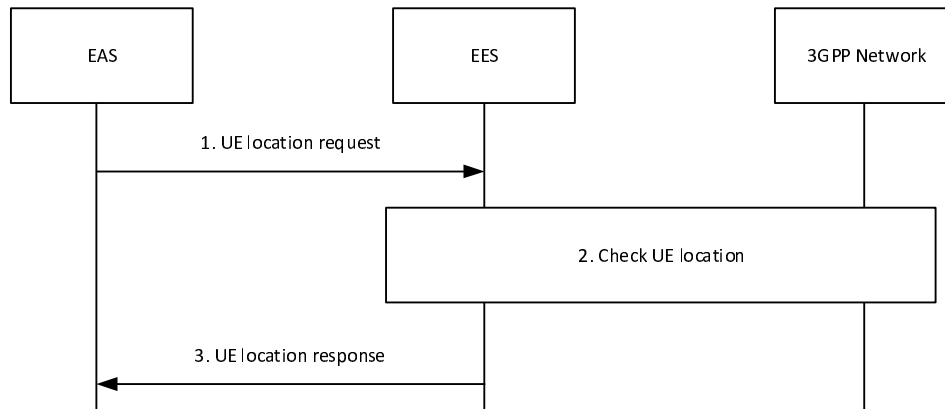 EAS
EES
3GPP Network
1. UE location request
2. Check UE location
3. UE location response